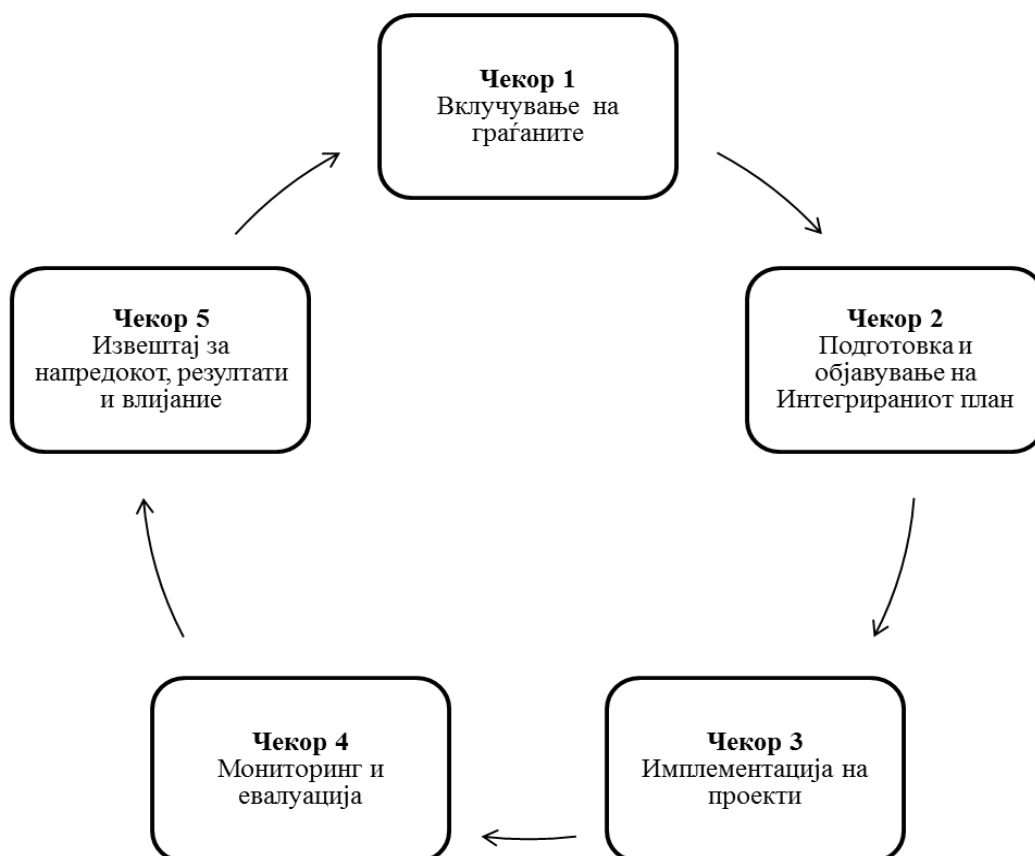 Чекор 1
Вклучување на
граѓаните
Чекор 2
Подготовка и
објавување на
Интегрираниот план
Чекор 3
Имплементација на
проекти
Чекор 4
Мониторинг и
евалуација
Чекор 5
Извештај за
напредокот, резултати
и влијание